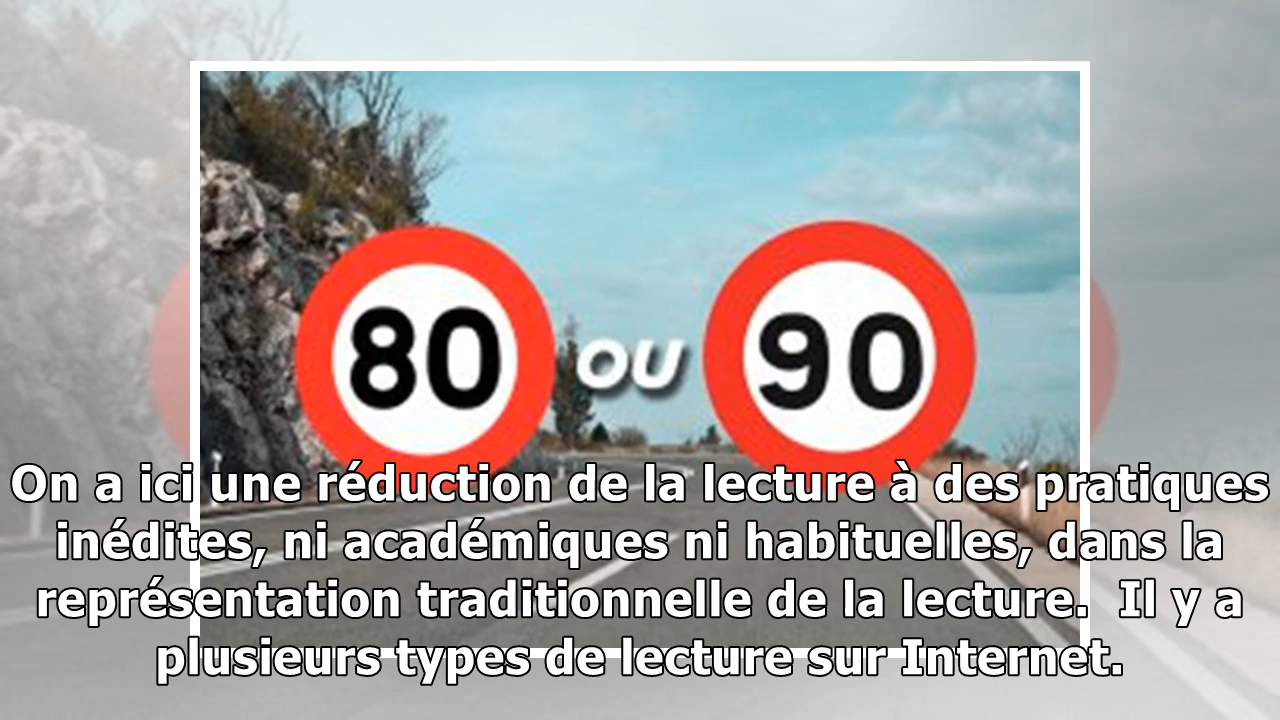 80 OU 90
On a ici une réduction de la lecture à des pratiques
inédites, ni académiques ni habituelles, dans la
représentation traditionnelle de la lecture.  Il y a
plusieurs types de lecture sur Internet.